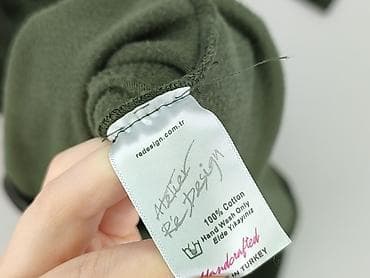 redesign.com.tr
Atelier
Re Design
100% Cotton
Hand Wash Only
Elde Yıkayınız
Handcrafted
IN TURKEY